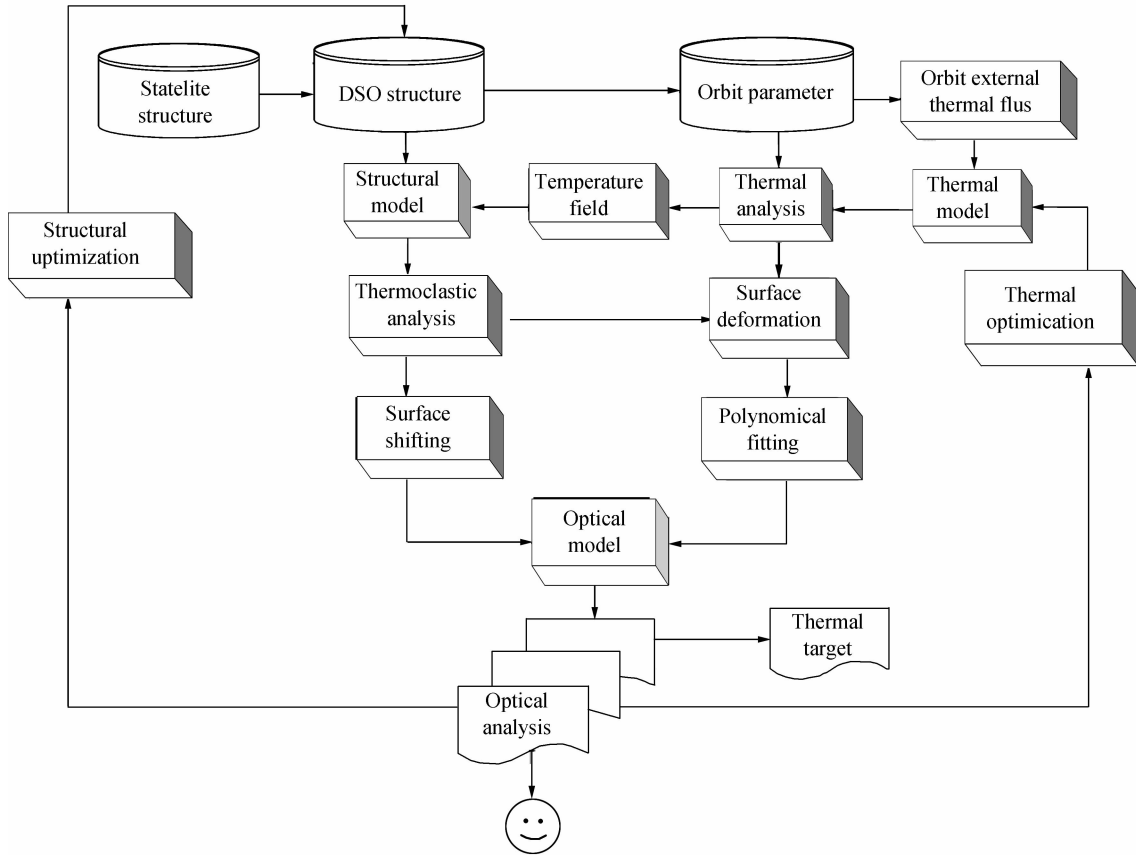 Statelite
structure
DSO structure
Orbit parameter
Orbit external
thermal flus
Structural
model
Temperature
field
Thermal
analysis
Thermal
model
Structural
uptimization
Thermoclastic
analysis
Surface
deformation
Thermal
optimication
Surface
shifting
Polynomical
fitting
Optical
model
Thermal
target
Optical
analysis